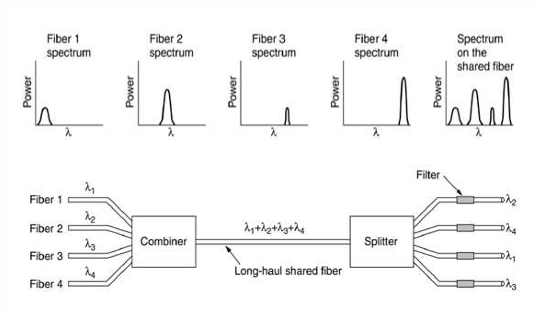 Fiber 1
spectrum
Fiber 2
spectrum
Fiber 3
spectrum
Fiber 4
spectrum
Spectrum
on the
shared fiber
Power
λ
Power
λ
Power
λ
Power
λ
Power
λ
Filter
Fiber 1
λ1
Fiber 2
λ2
Fiber 3
λ3
Fiber 4
λ4
Combiner
λ1+λ2+λ3+λ4
Long-haul shared fiber
Splitter
λ2
λ4
λ1
λ3